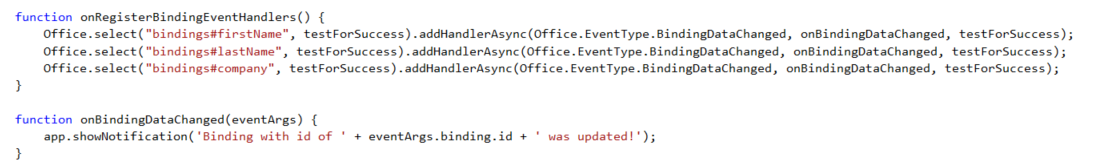 function onRegisterBindingEventHandlers() {
    Office.select("bindings#firstName", testForSuccess).addHandlerAsync(Office.EventType.BindingDataChanged, onBindingDataChanged, testForSuccess);
    Office.select("bindings#lastName", testForSuccess).addHandlerAsync(Office.EventType.BindingDataChanged, onBindingDataChanged, testForSuccess);
    Office.select("bindings#company", testForSuccess).addHandlerAsync(Office.EventType.BindingDataChanged, onBindingDataChanged, testForSuccess);
}
function onBindingDataChanged(eventArgs) {
    app.showNotification('Binding with id of ' + eventArgs.binding.id + ' was updated!');
}